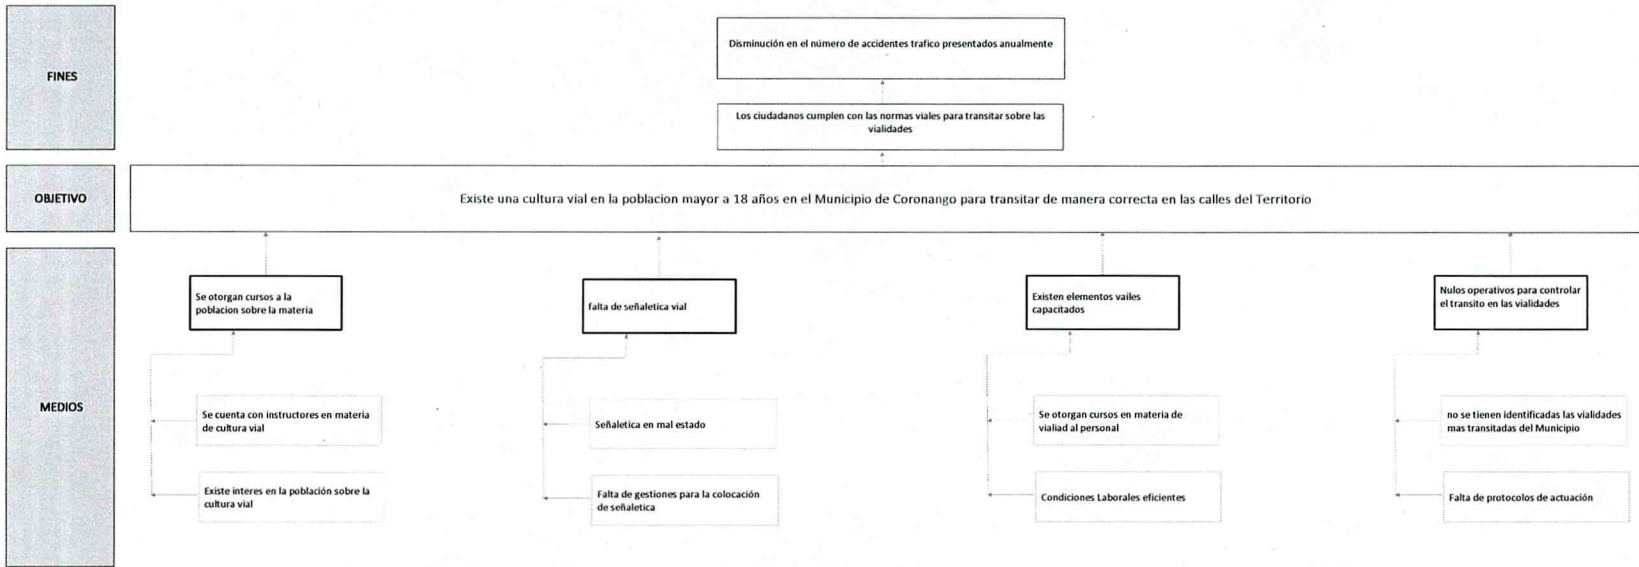 FINES
Disminución en el número de accidentes trafico presentados anualmente
Los ciudadanos cumplen con las normas viales para transitar sobre las
vialidades
OBJETIVO
Existe una cultura vial en la poblacion mayor a 18 años en el Municipio de Coronango para transitar de manera correcta en las calles del Territorio
MEDIOS
Se otorgan cursos a la
poblacion sobre la materia
falta de señaletica vial
Existen elementos vailes
capacitados
Nulos operativos para controlar
el transito en las vialidades
Se cuenta con instructores en materia
de cultura vial
Señaletica en mal estado
Se otorgan cursos en materia de
vialiad al personal
no se tienen identificadas las vialidades
mas transitadas del Municipio
Existe interes en la población sobre la
cultura vial
Falta de gestiones para la colocación
de señaletica
Condiciones Laborales eficientes
Falta de protocolos de actuación